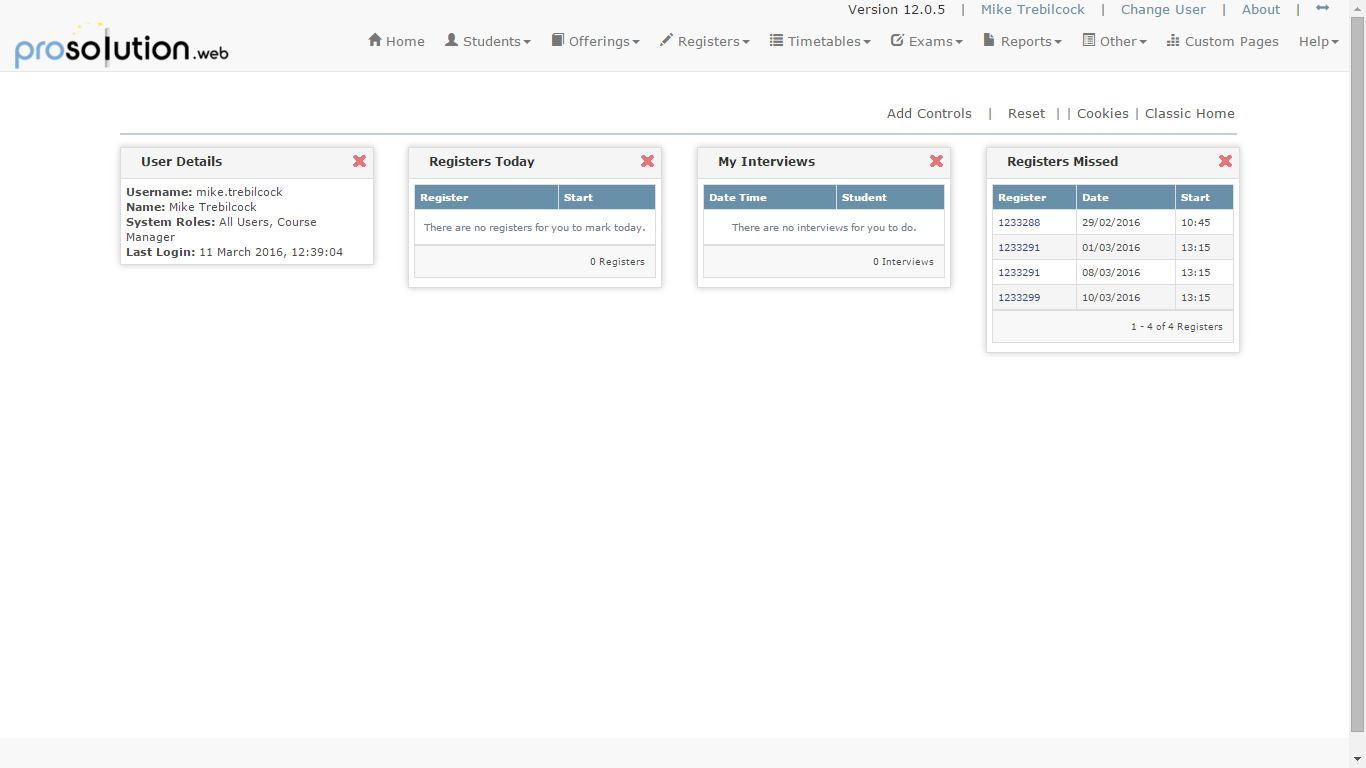 Version 12.0.5 | Mike Trebilcock | Change User | About |
prosolution.web
Home Students Offerings Registers Timetables Exams Reports Other Custom Pages Help
Add Controls | Reset | | Cookies | Classic Home
User Details
Username: mike.trebilcock
Name: Mike Trebilcock
System Roles: All Users, Course
Manager
Last Login: 11 March 2016, 12:39:04
Registers Today
Register Start
There are no registers for you to mark today.
0 Registers
My Interviews
Date Time Student
There are no interviews for you to do.
0 Interviews
Registers Missed
Register Date Start
1233288 29/02/2016 10:45
1233291 01/03/2016 13:15
1233291 08/03/2016 13:15
1233299 10/03/2016 13:15
1 - 4 of 4 Registers